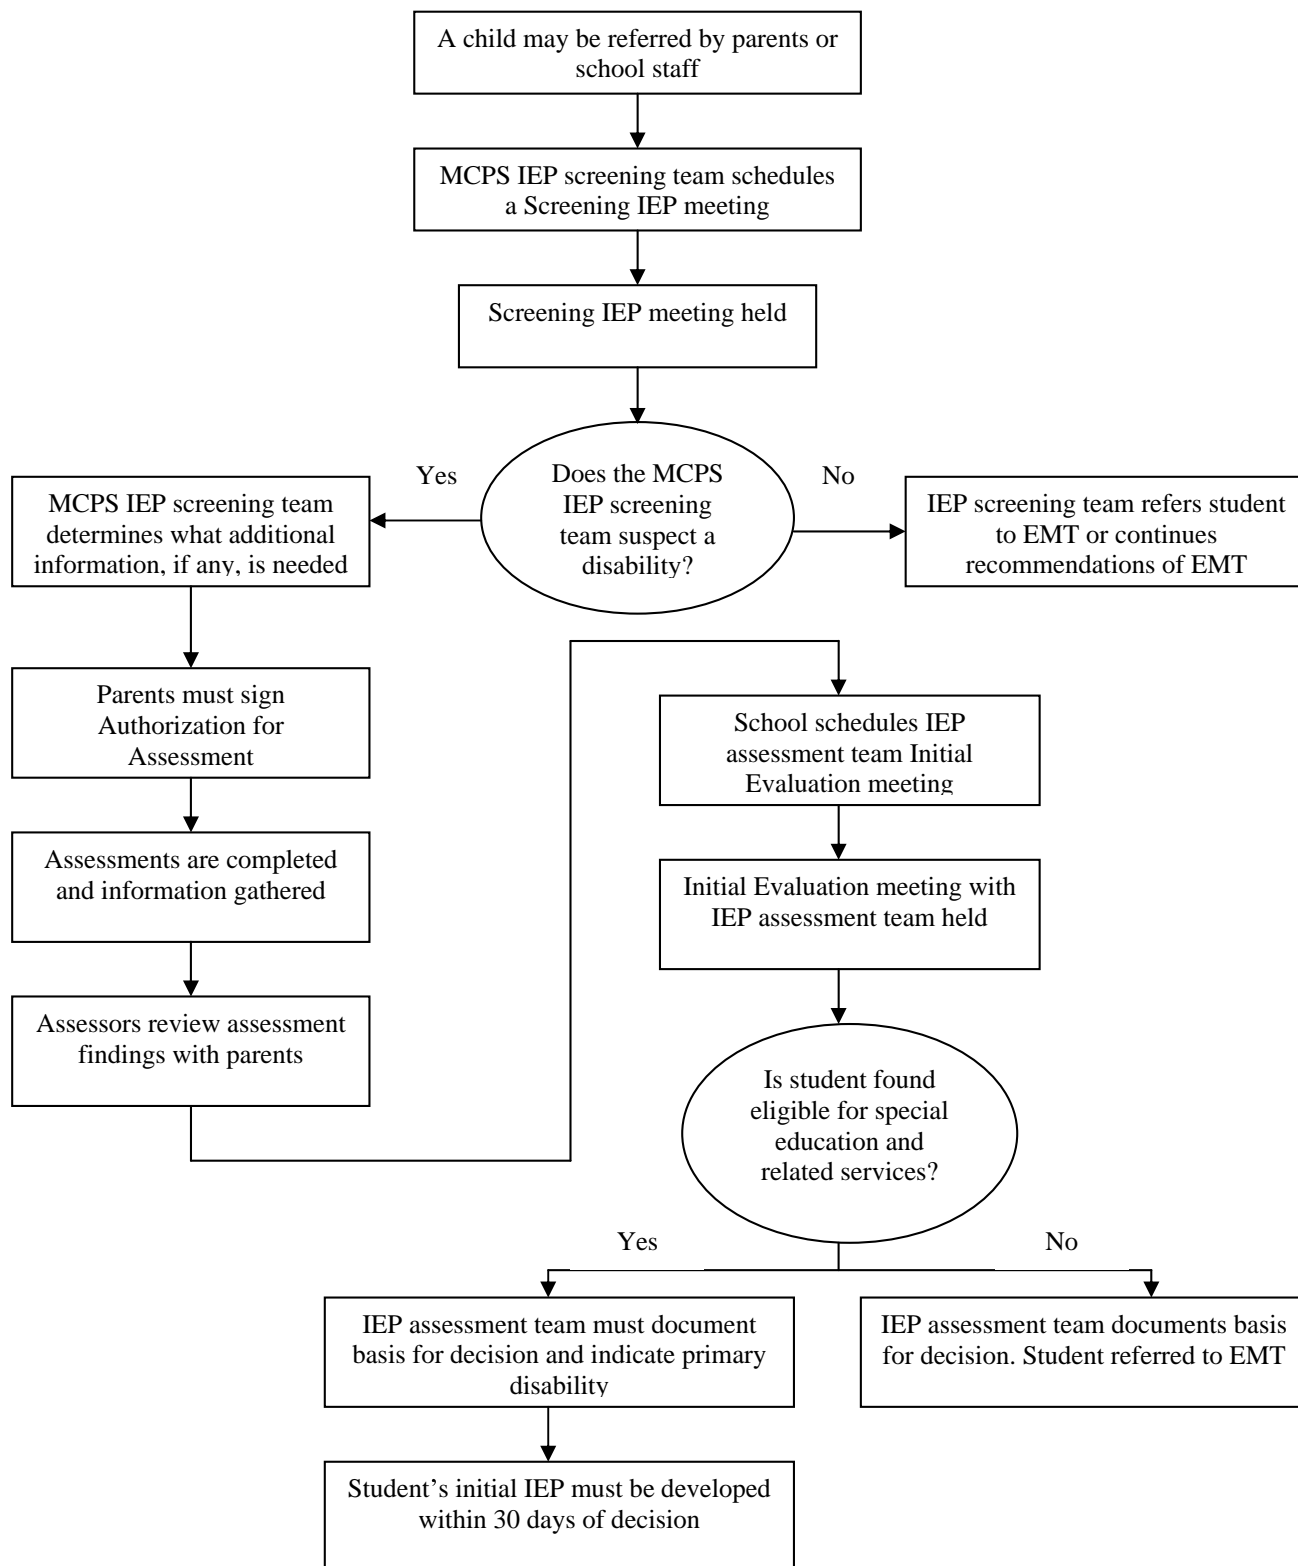 A child may be referred by parents or
school staff
MCPS IEP screening team schedules
a Screening IEP meeting
Screening IEP meeting held
Does the MCPS
IEP screening
team suspect a
disability?
Yes
No
MCPS IEP screening team
determines what additional
information, if any, is needed
IEP screening team refers student
to EMT or continues
recommendations of EMT
Parents must sign
Authorization for
Assessment
Assessments are completed
and information gathered
Assessors review assessment
findings with parents
School schedules IEP
assessment team Initial
Evaluation meeting
Initial Evaluation meeting with
IEP assessment team held
Is student found
eligible for special
education and
related services?
Yes
No
IEP assessment team must document
basis for decision and indicate primary
disability
IEP assessment team documents basis
for decision. Student referred to EMT
Student’s initial IEP must be developed
within 30 days of decision